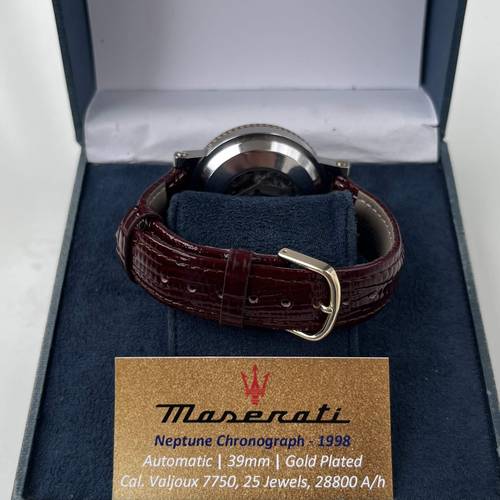 Maserati
Neptune Chronograph - 1998
Automatic | 39mm | Gold Plated
Cal. Valjoux 7750, 25 Jewels, 28800 A/h